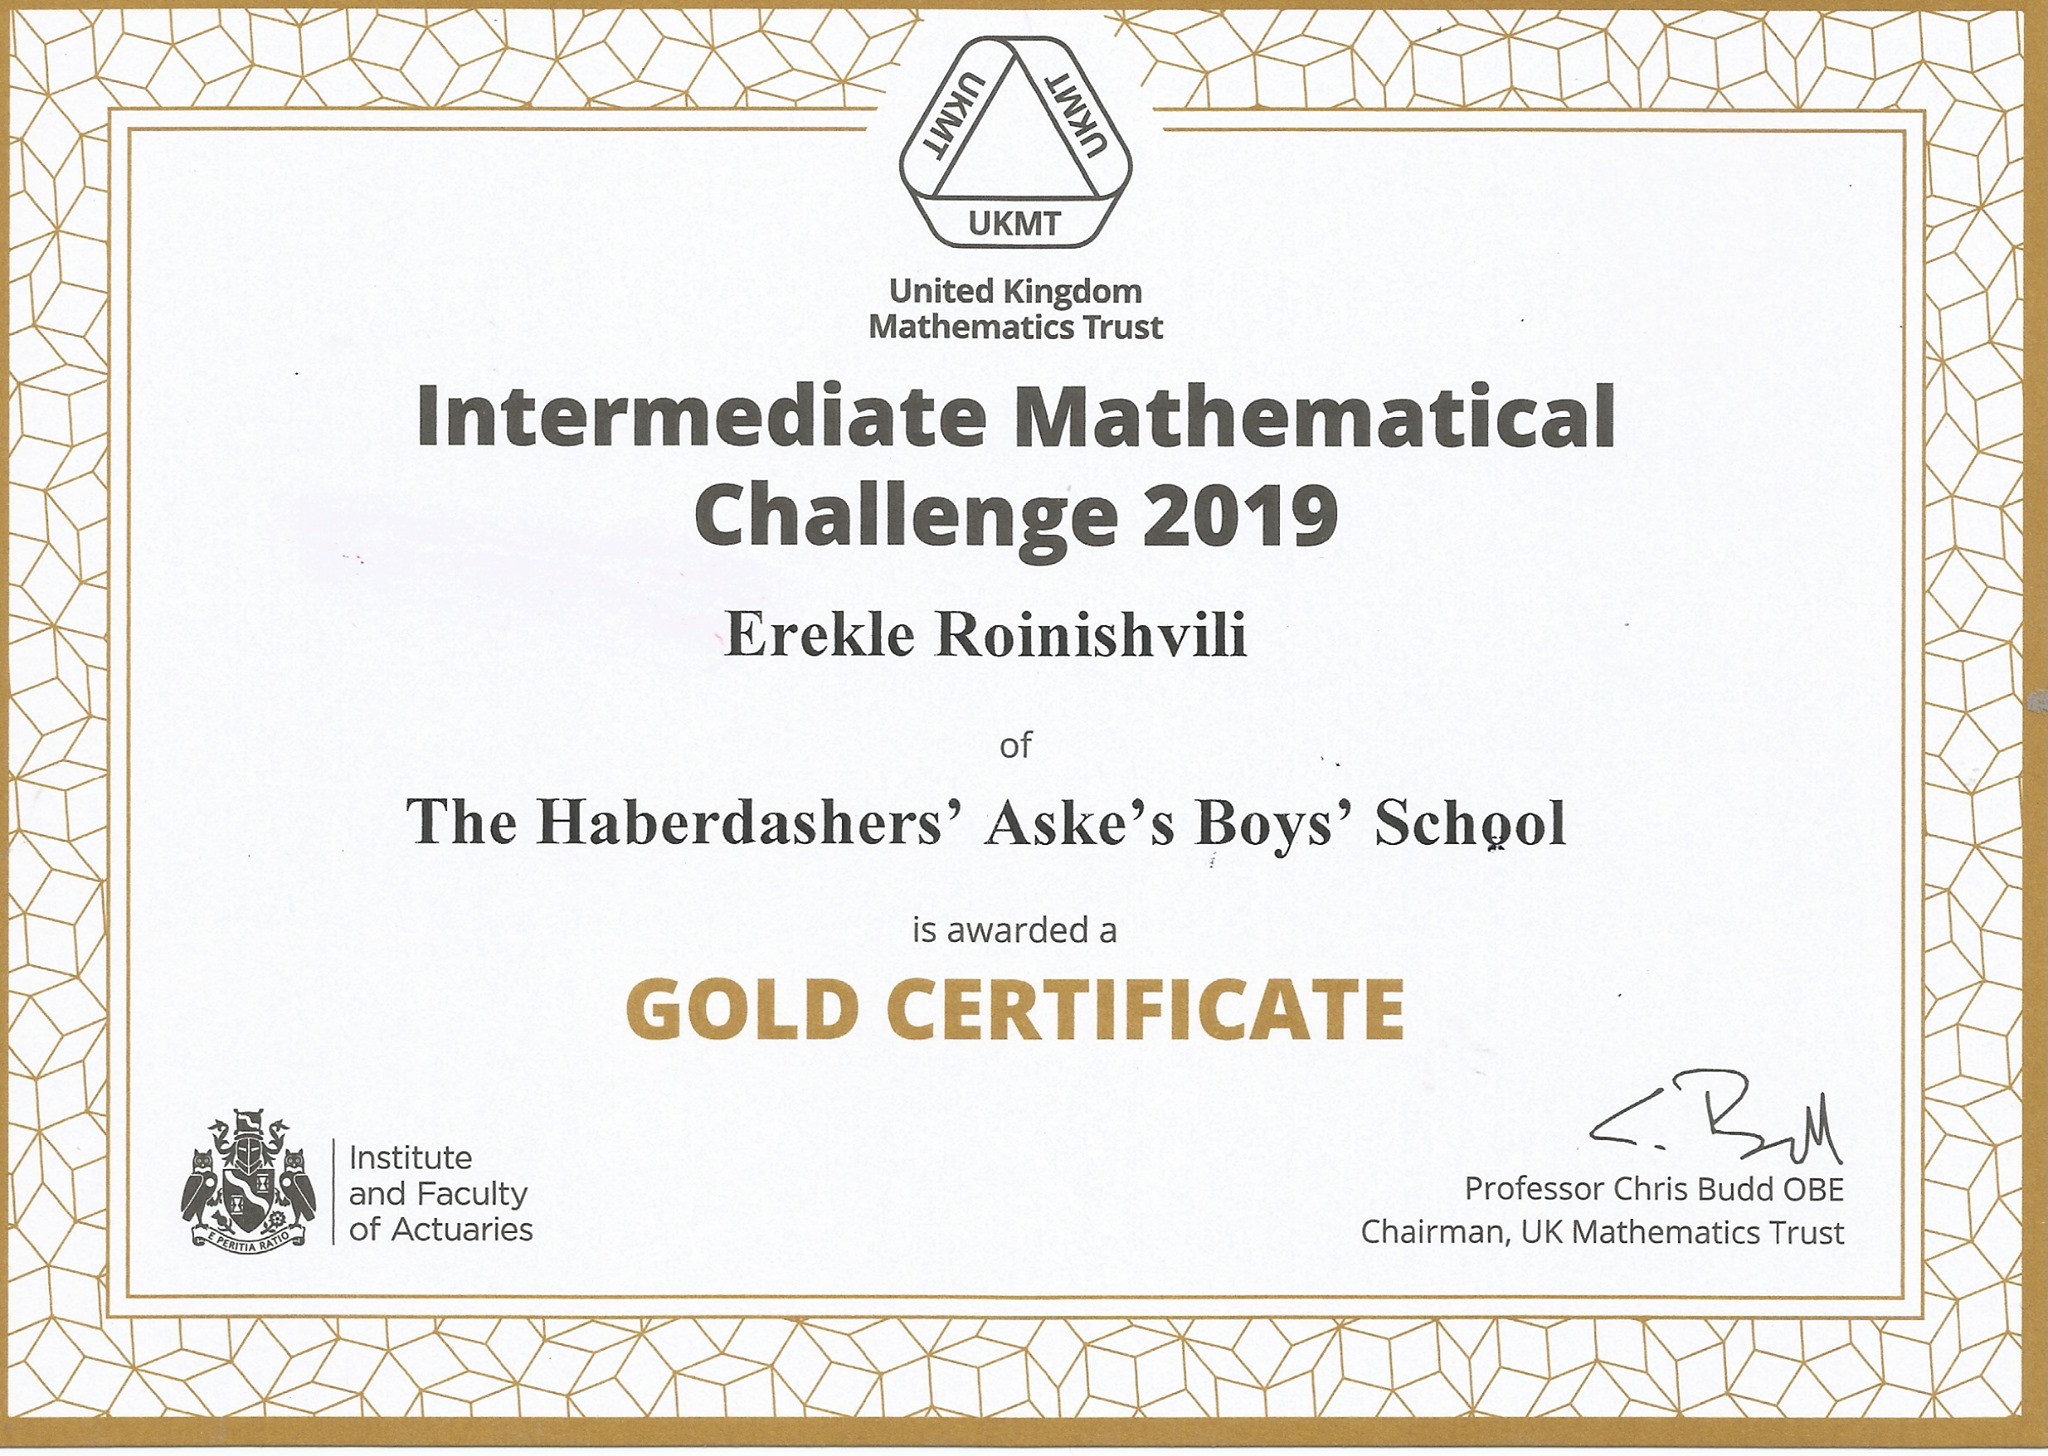 UKMT
UKMT
UKMT
United Kingdom
Mathematics Trust
Intermediate Mathematical
Challenge 2019
Erekle Roinishvili
of
The Haberdashers’ Aske’s Boys’ School
is awarded a
GOLD CERTIFICATE
C. Budd
Institute
and Faculty
of Actuaries
E PERITIA RATIO
Professor Chris Budd OBE
Chairman, UK Mathematics Trust